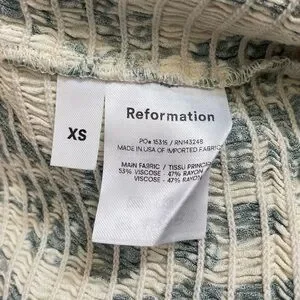 XS
Reformation
PO# 15315 / RN143248
MADE IN USA OF IMPORTED FABRIC
MAIN FABRIC / TISSU PRINCIP
53% VISCOSE - 47% RAYON
VISCOSE - 47% RAYON